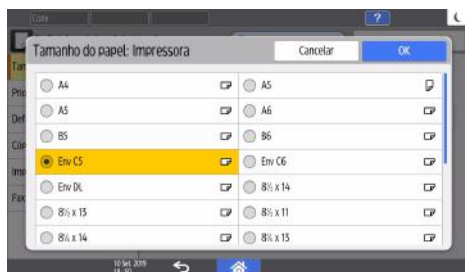 ?
Tamanho do papel: Impressora
Cancelar
OK
A4
A5
A5
A6
B5
B6
Env C5
Env C6
Env DL
8½ x 14
8½ x 13
8½ x 11
8¼ x 14
8¼ x 13
10 Set 2019